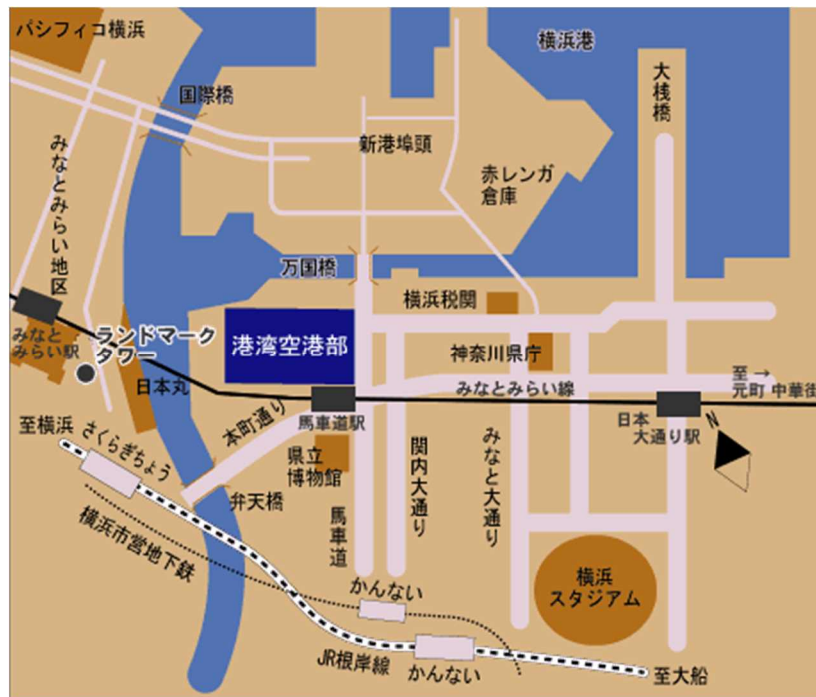 パシフィコ横浜
国際橋
横浜港
大桟橋
新港埠頭
赤レンガ
倉庫
みなとみらい地区
万国橋
横浜税関
みなと
みらい駅
ランドマーク
タワー
港湾空港部
神奈川県庁
日本丸
みなとみらい線
至→
元町 中華街
馬車道駅
日本
大通り駅
N
本町通り
至横浜
さくらぎちょう
県立
博物館
関内大通り
みなと大通り
弁天橋
馬車道
横浜市営地下鉄
かんない
横浜
スタジアム
JR根岸線
かんない
至大船